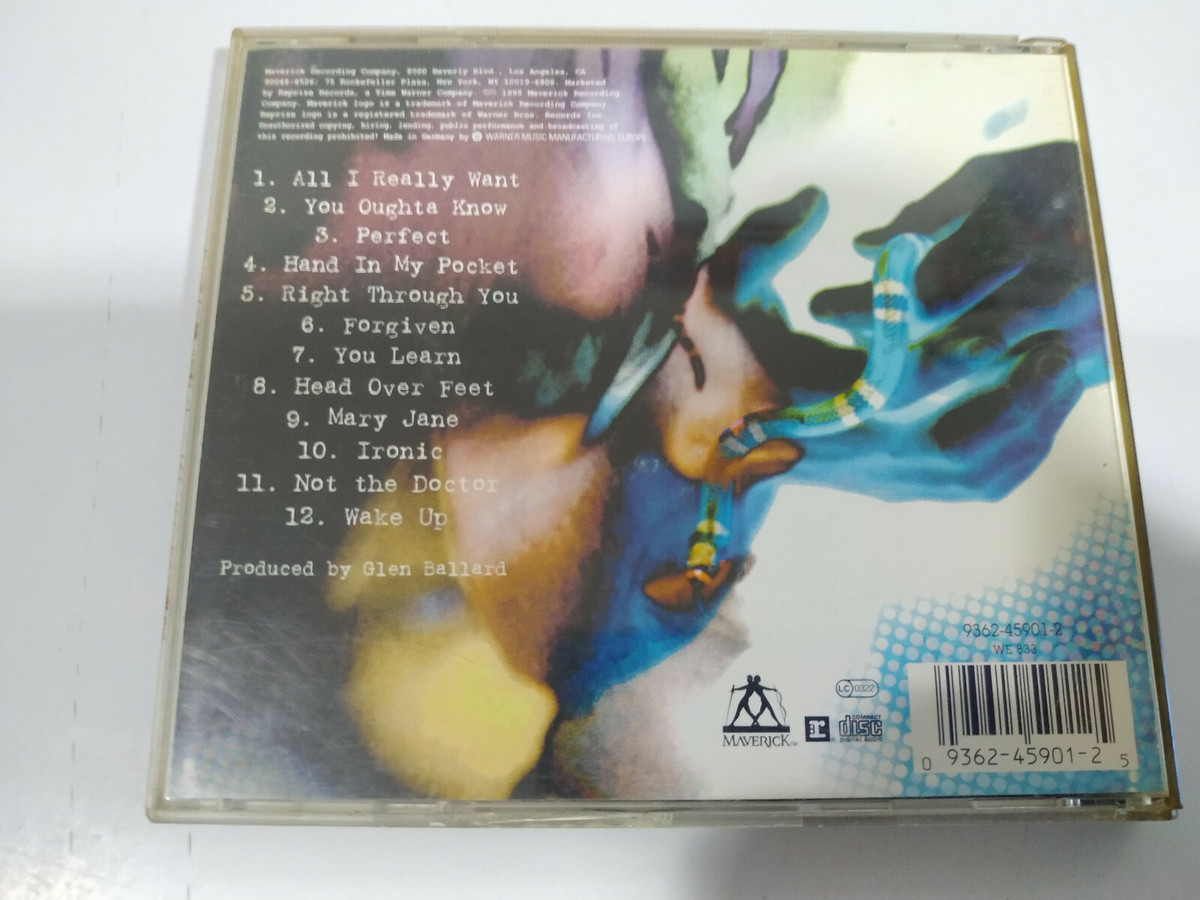 Maverick Recording Company, 8000 Beverly Blvd., Los Angeles, CA
90048-4524; 75 Rockefeller Plaza, New York, NY 10019-6908. Marketed
by Reprise Records, a Time Warner Company. ℗© 1995 Maverick Recording
Company. Maverick logo is a trademark of Maverick Recording Company.
Reprise logo is a registered trademark of Warner Bros. Records Inc
Unauthorized copying, hiring, lending, public performance and broadcasting of
this recording prohibited! Made in Germany by WARNER MUSIC MANUFACTURING EUROPE
1. All I Really Want
2. You Oughta Know
3. Perfect
4. Hand In My Pocket
5. Right Through You
6. Forgiven
7. You Learn
8. Head Over Feet
9. Mary Jane
10. Ironic
11. Not the Doctor
12. Wake Up
Produced by Glen Ballard
9362-45901-2
WE 833
MAVERICK TM
r
LC 0322
COMPACT
disc
DIGITAL AUDIO
0 9362-45901-2 5